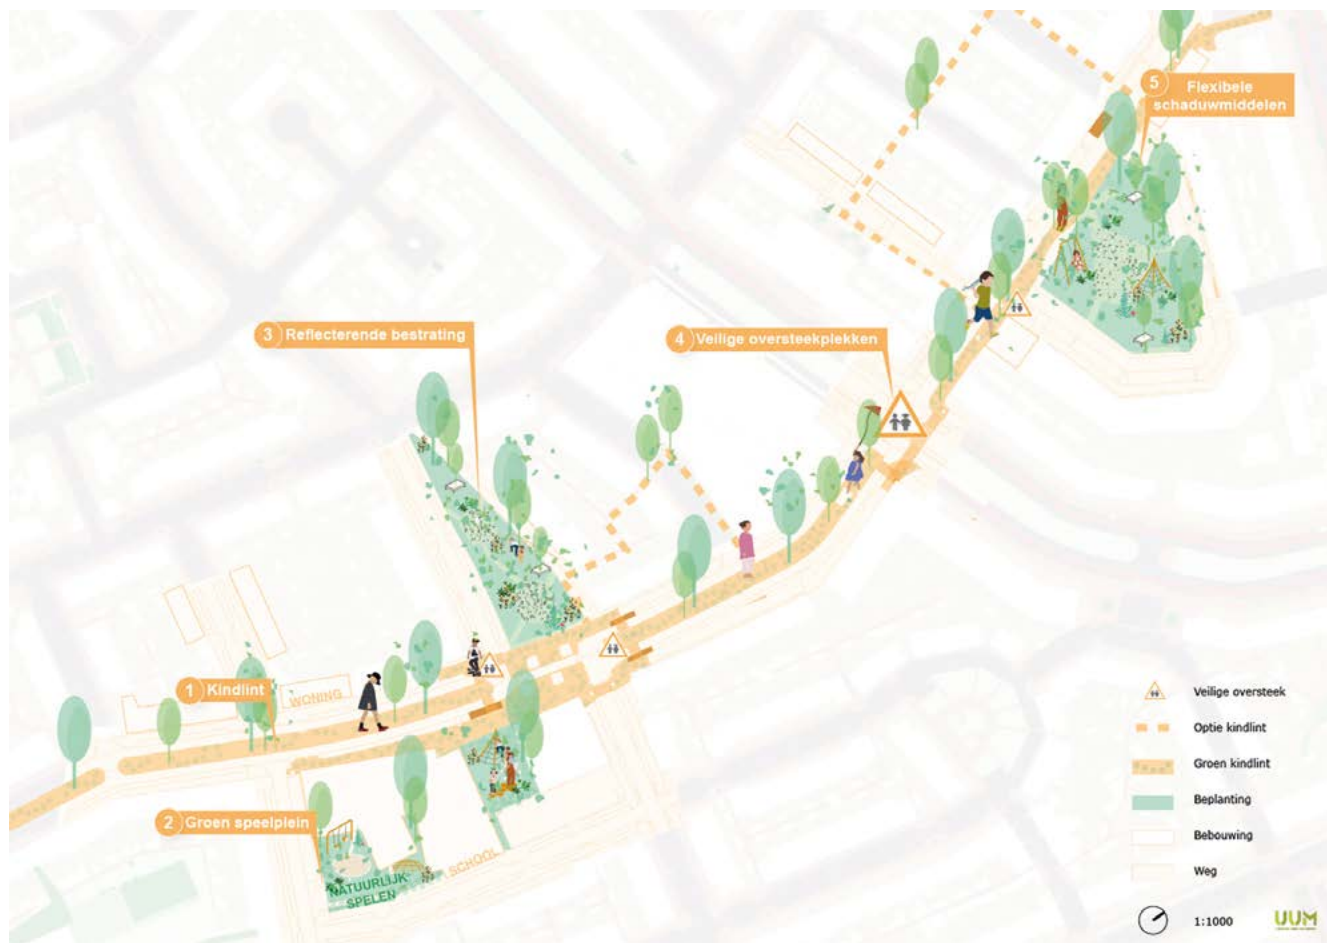 5 Flexibele
schaduwmiddelen
3 Reflecterende bestrating
4 Veilige oversteekplekken
1 Kindlint
WONING
2 Groen speelplein
SCHOOL
NATUURLIJK
SPELEN
Veilige oversteek
Optie kindlint
Groen kindlint
Beplanting
Bebouwing
Weg
1:1000
UUM